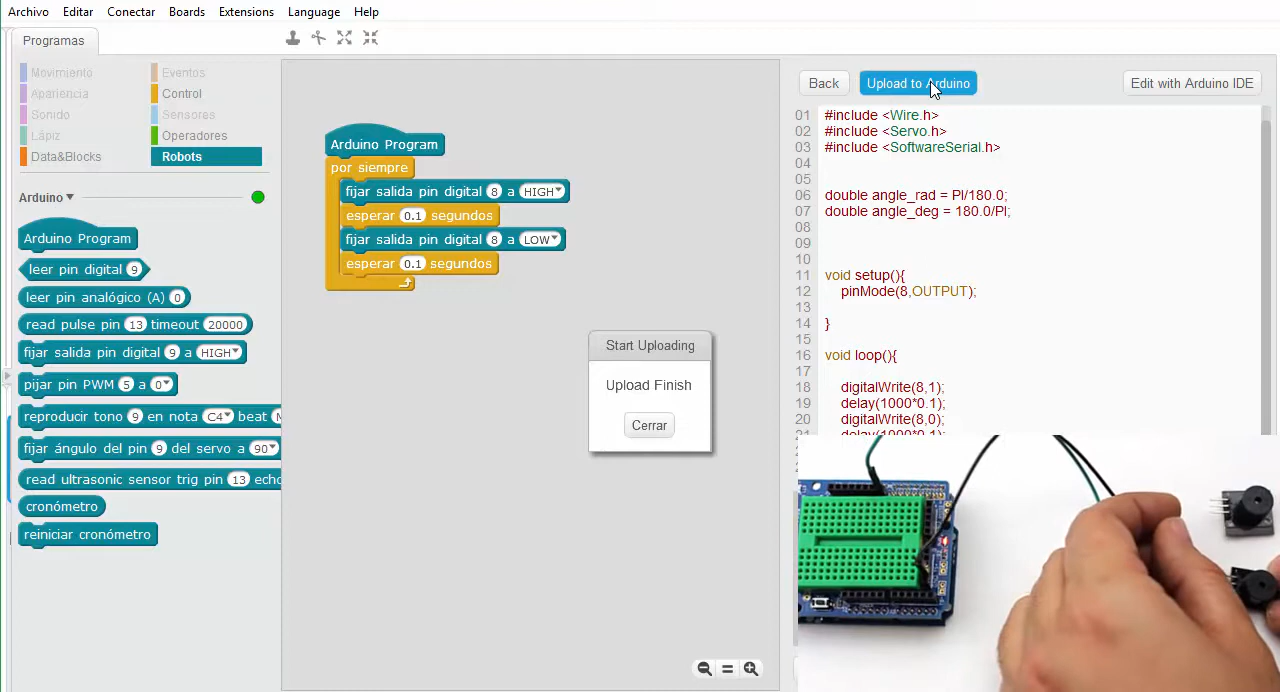 Archivo Editar Conectar Boards Extensions Language Help
Programas
Movimiento Eventos
Apariencia Control
Sonido Sensores
Lápiz Operadores
Data&Blocks Robots
Arduino
Arduino Program
leer pin digital 9
leer pin analógico (A) 0
read pulse pin 13 timeout 20000
fijar salida pin digital 9 a HIGH
pijar pin PWM 5 a 0
reproducir tono 9 en nota C4 beat
fijar ángulo del pin 9 del servo a 90
read ultrasonic sensor trig pin 13 echo
cronómetro
reiniciar cronómetro
Arduino Program
por siempre
fijar salida pin digital 8 a HIGH
esperar 0.1 segundos
fijar salida pin digital 8 a LOW
esperar 0.1 segundos
Start Uploading
Upload Finish
Cerrar
Back Upload to Arduino Edit with Arduino IDE
01 #include <Wire.h>
02 #include <Servo.h>
03 #include <SoftwareSerial.h>
04
05
06 double angle_rad = PI/180.0;
07 double angle_deg = 180.0/PI;
08
09
10
11 void setup(){
12 pinMode(8,OUTPUT);
13
14 }
15
16 void loop(){
17
18 digitalWrite(8,1);
19 delay(1000*0.1);
20 digitalWrite(8,0);
21 delay(1000*0.1);